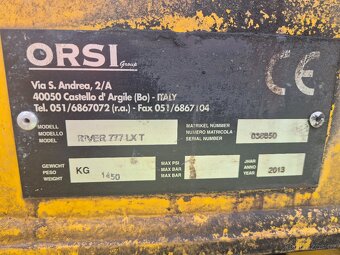 ORSI Group
CE
Via S. Andrea, 2/A
40050 Castello d' Argile (Bo) - ITALY
Tel. 051/6867072 (r.a.) - Fax 051/6867104
MODELL
MODELLO
MODEL
RIVER 777 LX T
MATRIKEL NUMMER
NUMERO MATRICOLA
SERIAL NUMBER
038850
GEWICHT
PESO
WEIGHT
KG
1450
MAX PSI
MAX BAR
MAX BAR
JHAR
ANNO
YEAR
2013